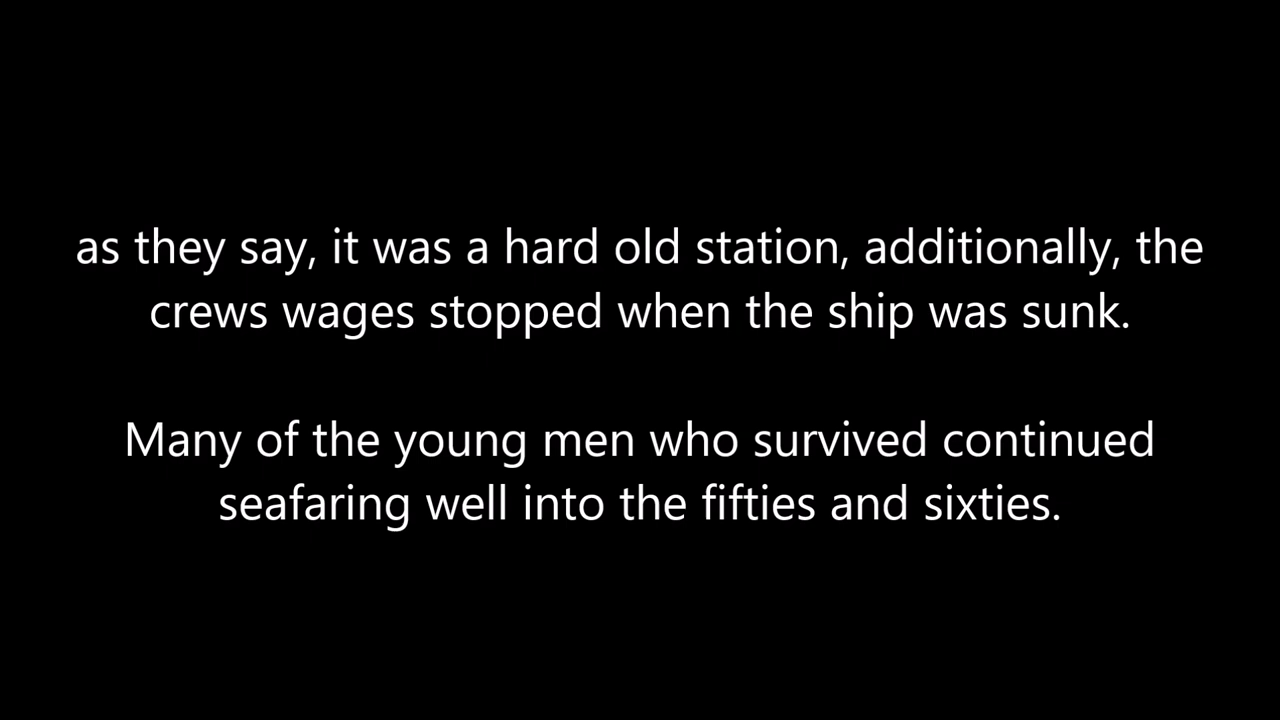 as they say, it was a hard old station, additionally, the
crews wages stopped when the ship was sunk.
Many of the young men who survived continued
seafaring well into the fifties and sixties.